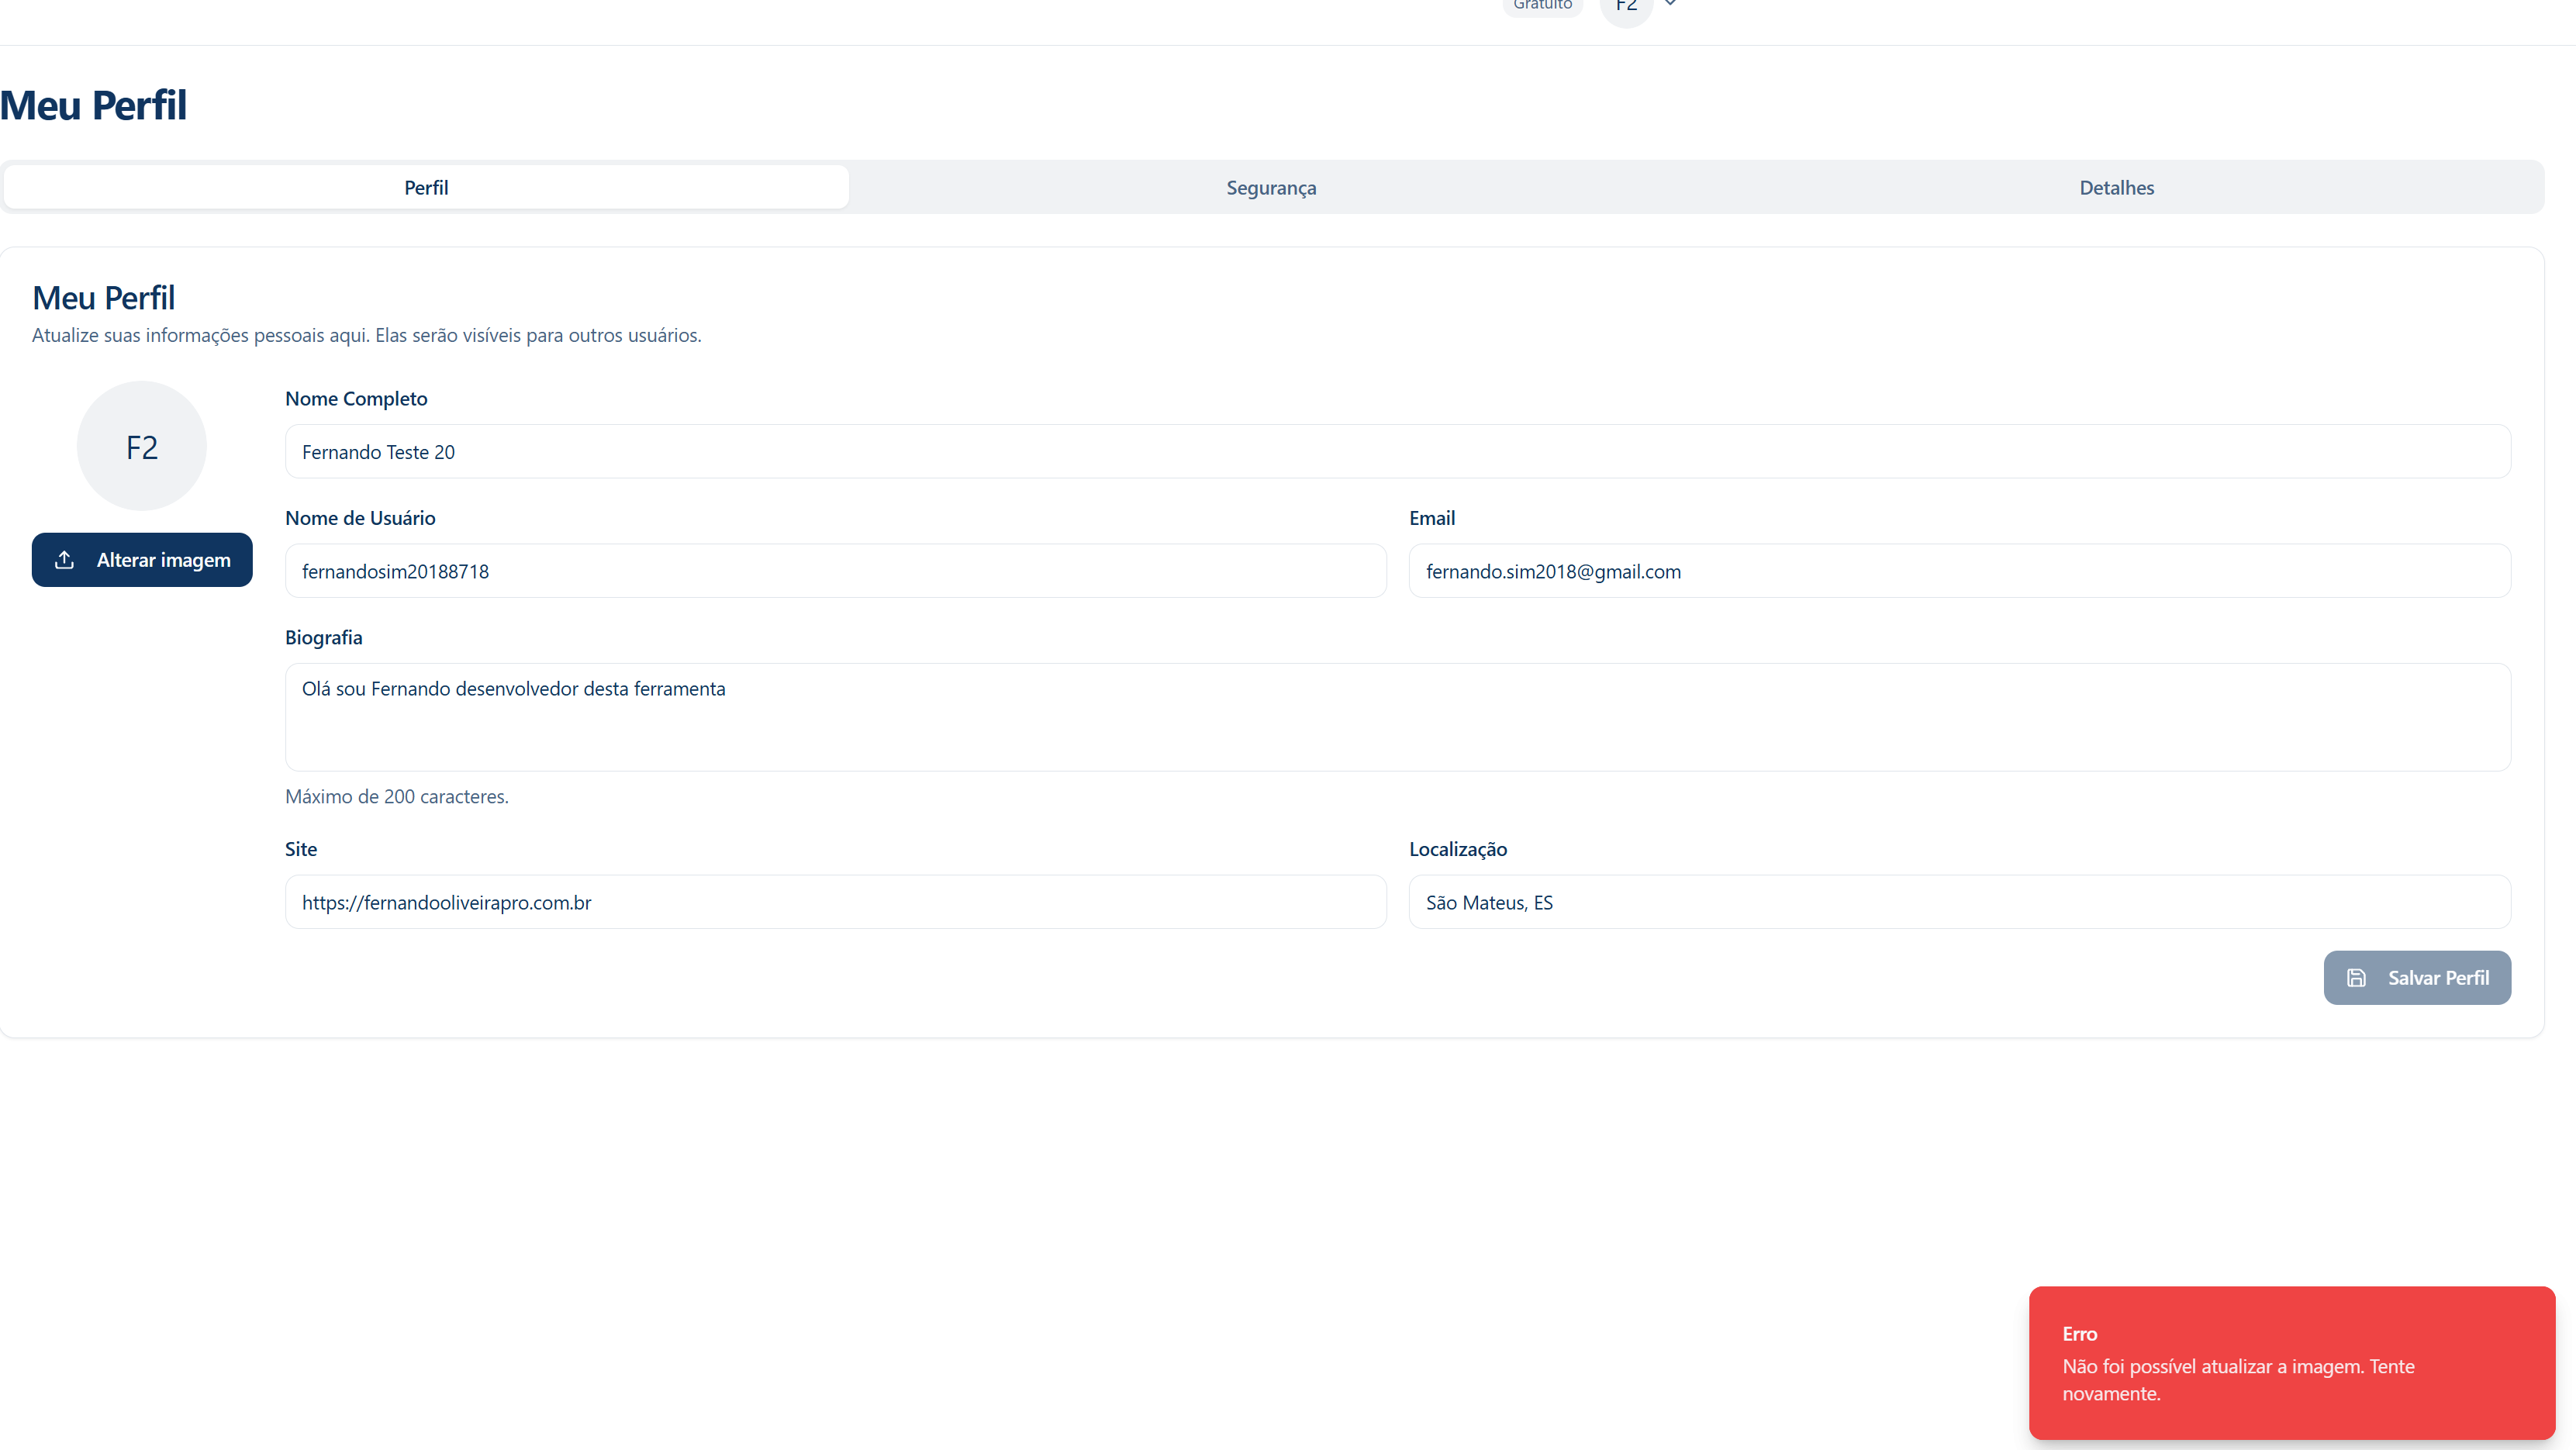 Gratuito
F2
Meu Perfil
Perfil
Segurança
Detalhes
Meu Perfil
Atualize suas informações pessoais aqui. Elas serão visíveis para outros usuários.
F2
Alterar imagem
Nome Completo
Fernando Teste 20
Nome de Usuário
fernandosim20188718
Email
fernando.sim2018@gmail.com
Biografia
Olá sou Fernando desenvolvedor desta ferramenta
Máximo de 200 caracteres.
Site
https://fernandooliveirapro.com.br
Localização
São Mateus, ES
Salvar Perfil
Erro
Não foi possível atualizar a imagem. Tente
novamente.